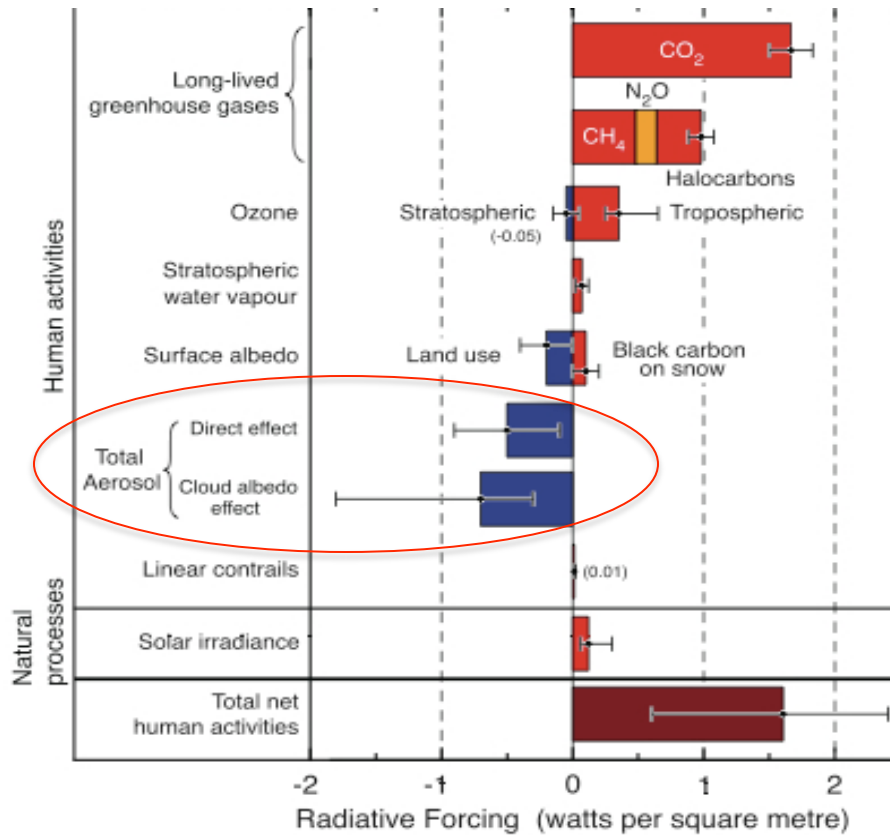 Human activities
Long-lived
greenhouse gases
CO2
N2O
CH4
Halocarbons
Ozone
Stratospheric
(-0.05)
Tropospheric
Stratospheric
water vapour
Surface albedo
Land use
Black carbon
on snow
Total
Aerosol
Direct effect
Cloud albedo
effect
Linear contrails
(0.01)
Natural
processes
Solar irradiance
Total net
human activities
-2 -1 0 1 2
Radiative Forcing (watts per square metre)